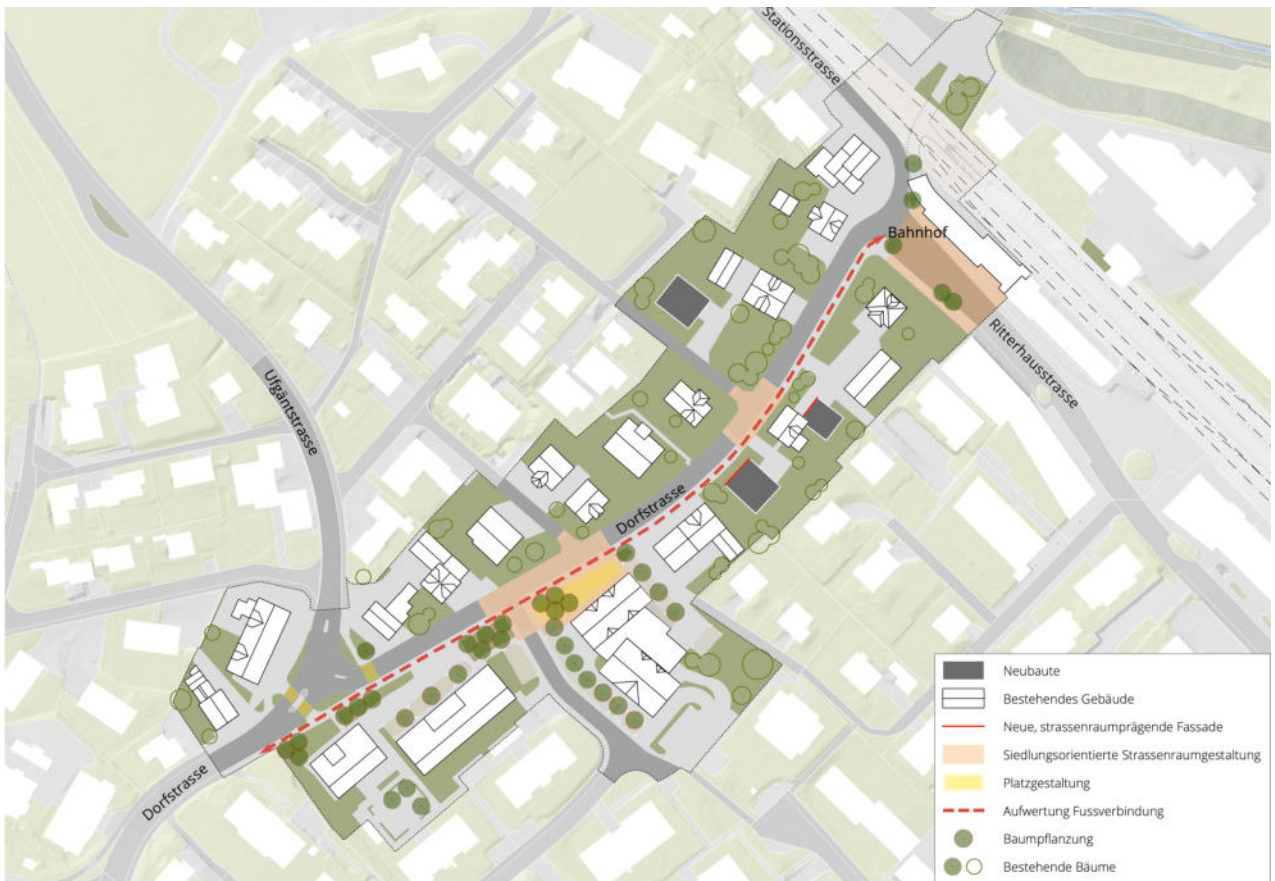 Stationsstrasse
Bahnhof
Ritterhausstrasse
Ufgäntstrasse
Dorfstrasse
Dorfstrasse
Neubaute
Bestehendes Gebäude
Neue, strassenraumprägende Fassade
Siedlungsorientierte Strassenraumgestaltung
Platzgestaltung
Aufwertung Fussverbindung
Baumpflanzung
Bestehende Bäume